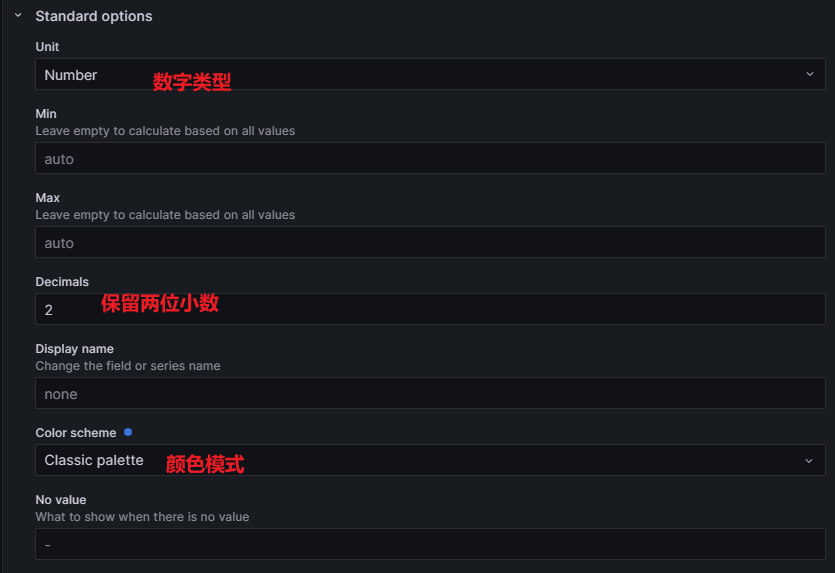 Standard options
Unit
Number 数字类型
Min
Leave empty to calculate based on all values
auto
Max
Leave empty to calculate based on all values
auto
Decimals
2 保留两位小数
Display name
Change the field or series name
none
Color scheme
Classic palette 颜色模式
No value
What to show when there is no value
-